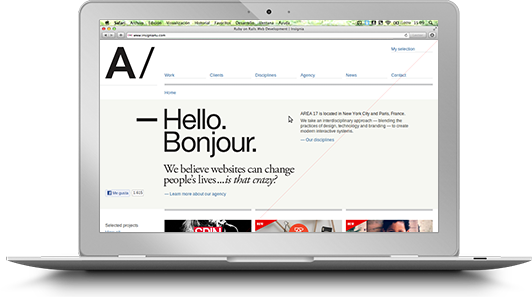 Safari Archivo Edición Visualización Historial Favoritos Desarrollo Ventana Ayuda
Ruby on Rails Web Development | Insignia
www.insigniatv.com
A/
My selection
Work Clients Disciplines Agency News Contact
Home
— Hello.
Bonjour.
AREA 17 is located in New York City and Paris, France.
We take an interdisciplinary approach — blending the
practices of design, technology and branding — to create
modern interactive systems.
— Our disciplines
We believe websites can change
people's lives...is that crazy?
— Learn more about our agency
Me gusta
Selected projects
SPIN